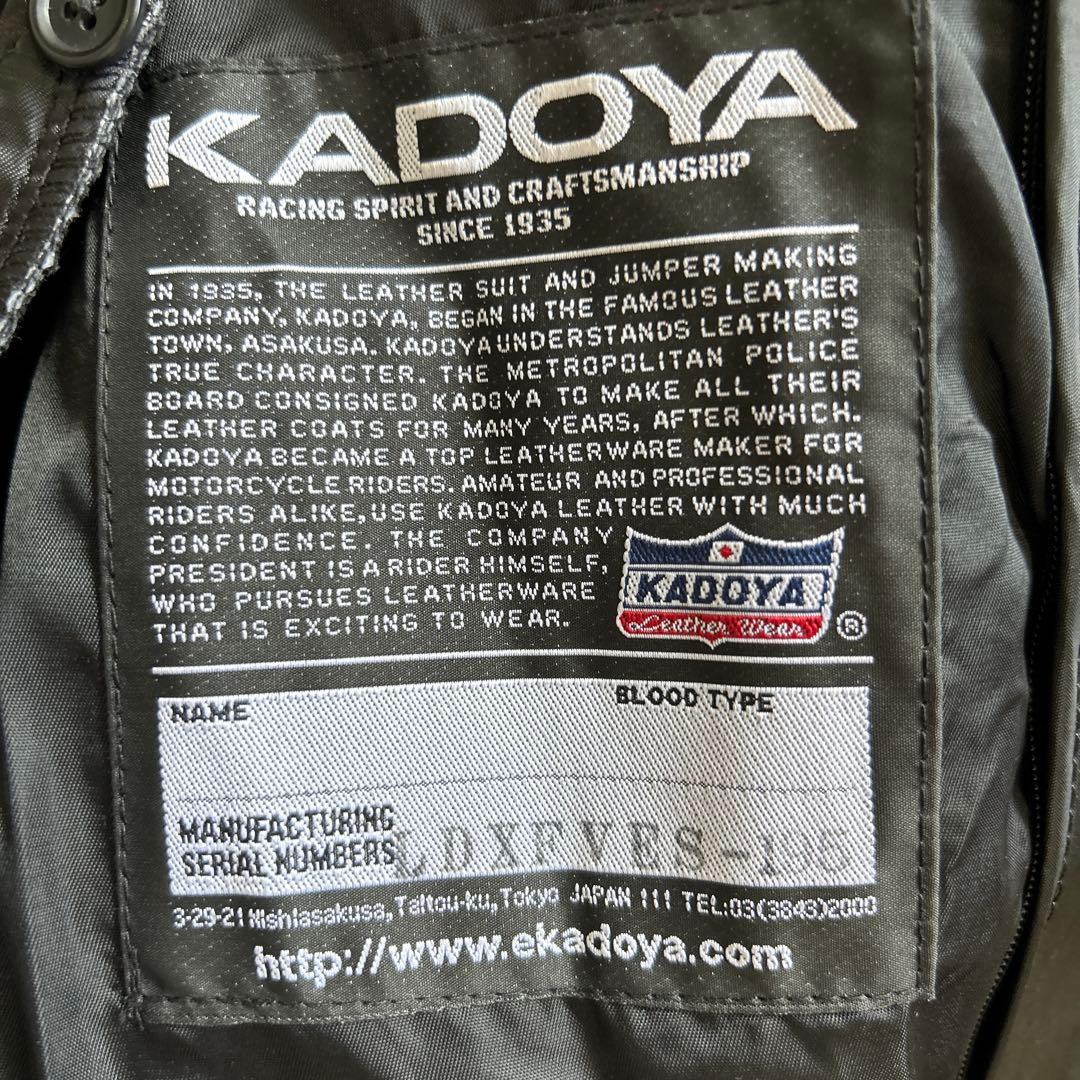 KADOYA
RACING SPIRIT AND CRAFTSMANSHIP
SINCE 1935
IN 1935, THE LEATHER SUIT AND JUMPER MAKING
COMPANY, KADOYA, BEGAN IN THE FAMOUS LEATHER
TOWN, ASAKUSA. KADOYA UNDERSTANDS LEATHER'S
TRUE CHARACTER. THE METROPOLITAN POLICE
BOARD CONSIGNED KADOYA TO MAKE ALL THEIR
LEATHER COATS FOR MANY YEARS, AFTER WHICH.
KADOYA BECAME A TOP LEATHERWARE MAKER FOR
MOTORCYCLE RIDERS. AMATEUR AND PROFESSIONAL
RIDERS ALIKE, USE KADOYA LEATHER WITH MUCH
CONFIDENCE. THE COMPANY
PRESIDENT IS A RIDER HIMSELF,
WHO PURSUES LEATHERWARE
THAT IS EXCITING TO WEAR.
KADOYA
Leather Wear
®
NAME BLOOD TYPE
MANUFACTURING
SERIAL NUMBERS
3-29-21 Nishiasakusa, Taitou-ku, Tokyo JAPAN 111 TEL:03(3843)2000
http://www.ekadoya.com